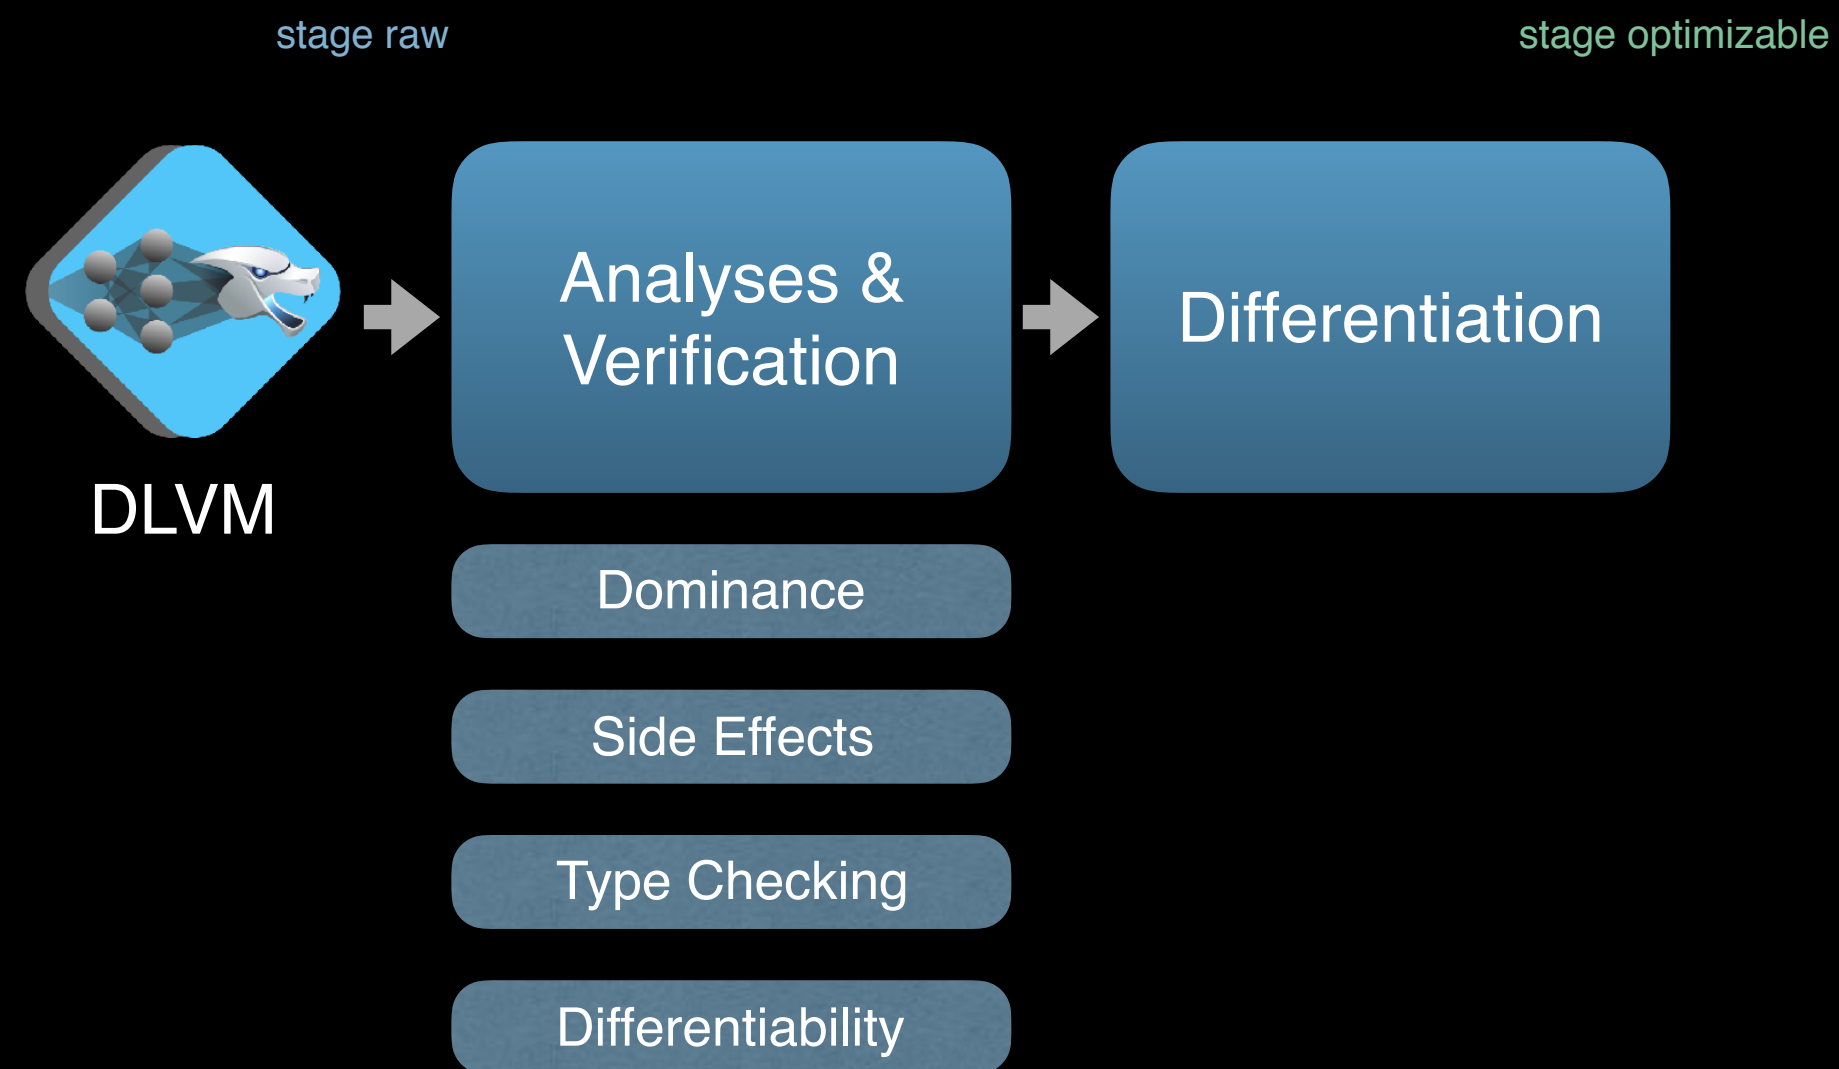 stage raw
stage optimizable
DLVM
Analyses &
Verification
Differentiation
Dominance
Side Effects
Type Checking
Differentiability